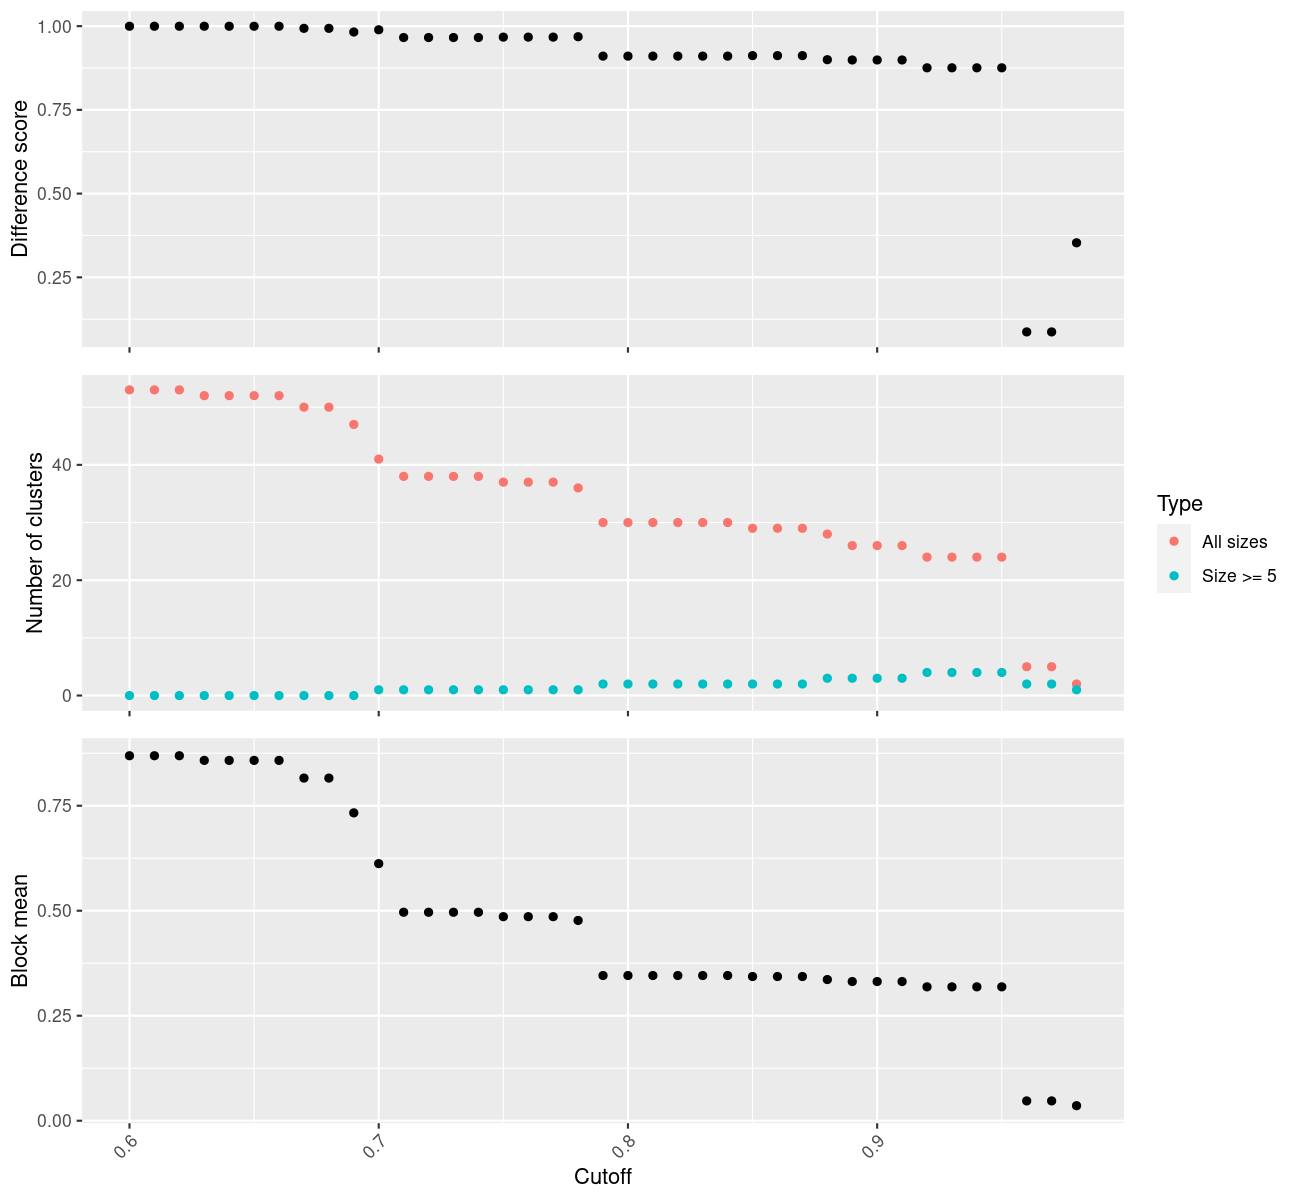 1.00
0.75
0.50
0.25
Difference score
40
20
0
Number of clusters
Type
All sizes
Size >= 5
0.75
0.50
0.25
0.00
Block mean
0.6
0.7
0.8
0.9
Cutoff